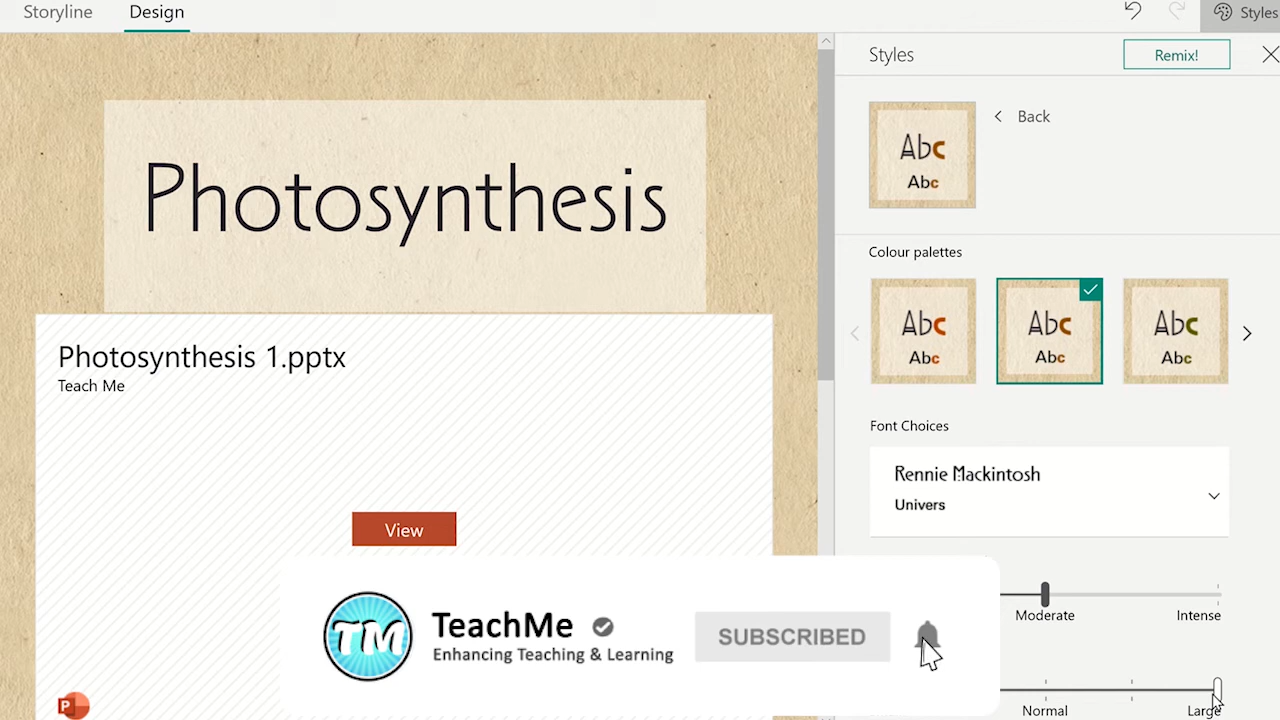 Storyline
Design
Styles
Styles
Remix!
Abc
Abc
Back
Photosynthesis
Colour palettes
Abc
Abc
Abc
Abc
Abc
Abc
Photosynthesis 1.pptx
Teach Me
Font Choices
Rennie Mackintosh
Univers
View
Moderate
Intense
TM
TeachMe
Enhancing Teaching & Learning
SUBSCRIBED
Normal
Large
P